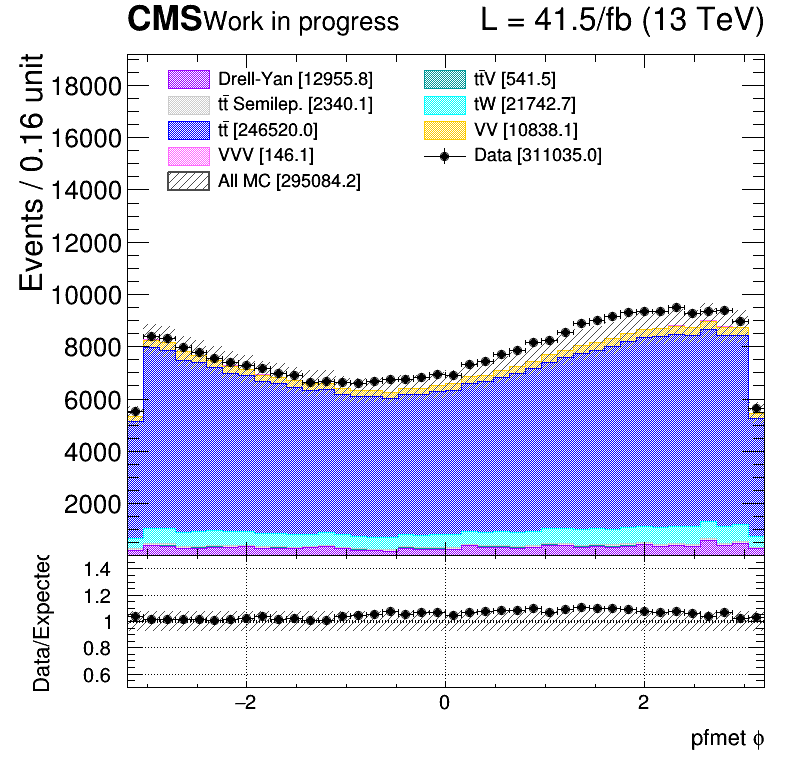 CMS Work in progress L = 41.5/fb (13 TeV)
Events / 0.16 unit
18000
16000
14000
12000
10000
8000
6000
4000
2000
Drell-Yan [12955.8]
tt̄ Semilep. [2340.1]
tt̄ [246520.0]
VVV [146.1]
All MC [295084.2]
tt̄V [541.5]
tW [21742.7]
VV [10838.1]
Data [311035.0]
Data/Expected
1.4
1.2
1
0.8
0.6
−2 0 2
pfmet ϕ